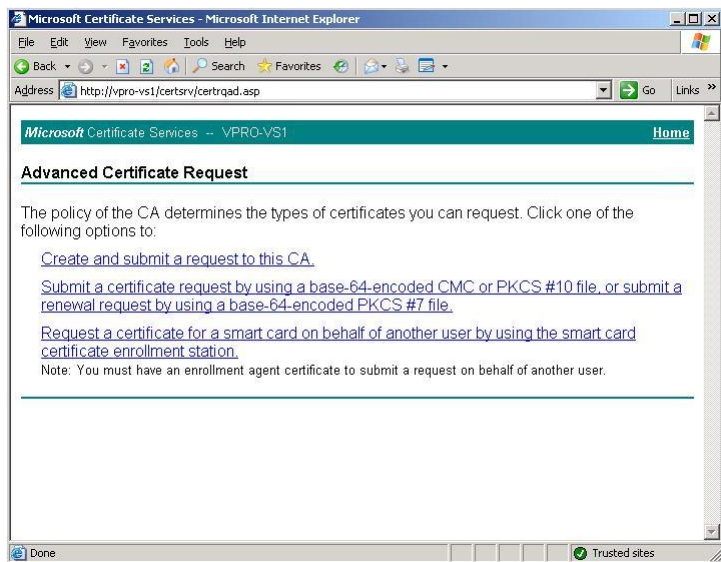 Microsoft Certificate Services - Microsoft Internet Explorer
File Edit View Favorites Tools Help
Back Search Favorites
Address http://vpro-vs1/certsrv/certrqad.asp Go Links »
Microsoft Certificate Services -- VPRO-VS1 Home
Advanced Certificate Request
The policy of the CA determines the types of certificates you can request. Click one of the
following options to:
Create and submit a request to this CA.
Submit a certificate request by using a base-64-encoded CMC or PKCS #10 file, or submit a
renewal request by using a base-64-encoded PKCS #7 file.
Request a certificate for a smart card on behalf of another user by using the smart card
certificate enrollment station.
Note: You must have an enrollment agent certificate to submit a request on behalf of another user.
Done Trusted sites